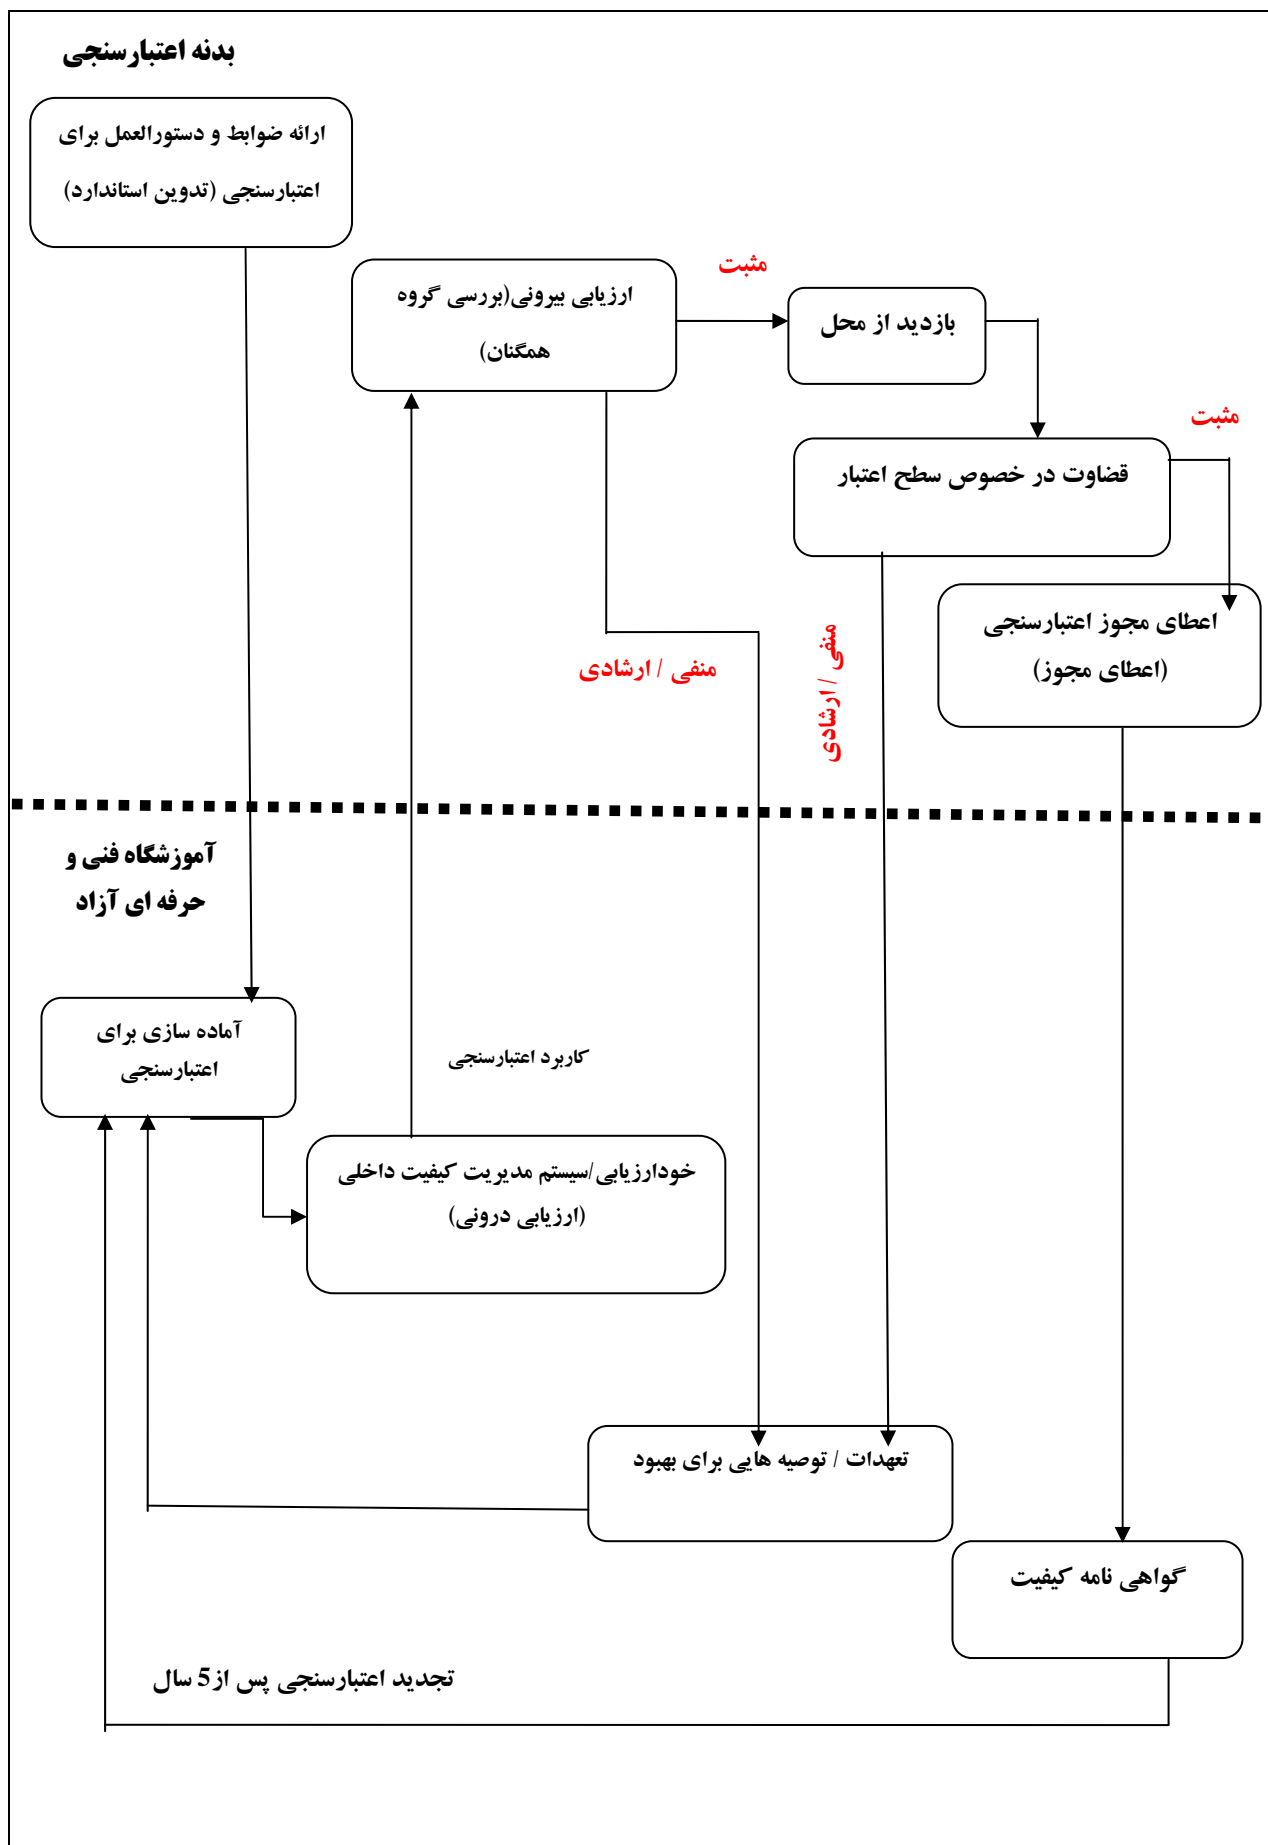 بدنه اعتبارسنجی
ارائه ضوابط و دستورالعمل برای
اعتبارسنجی (تدوین استاندارد)
ارزیابی بیرونی(بررسی گروه
همگنان)
مثبت
بازدید از محل
مثبت
قضاوت در خصوص سطح اعتبار
اعطای مجوز اعتبارسنجی
(اعطای مجوز)
منفی / ارشادی
منفی / ارشادی
آموزشگاه فنی و
حرفه ای آزاد
آماده سازی برای
اعتبارسنجی
کاربرد اعتبارسنجی
خودارزیابی/سیستم مدیریت کیفیت داخلی
(ارزیابی درونی)
تعهدات / توصیه هایی برای بهبود
گواهی نامه کیفیت
تجدید اعتبارسنجی پس از5 سال